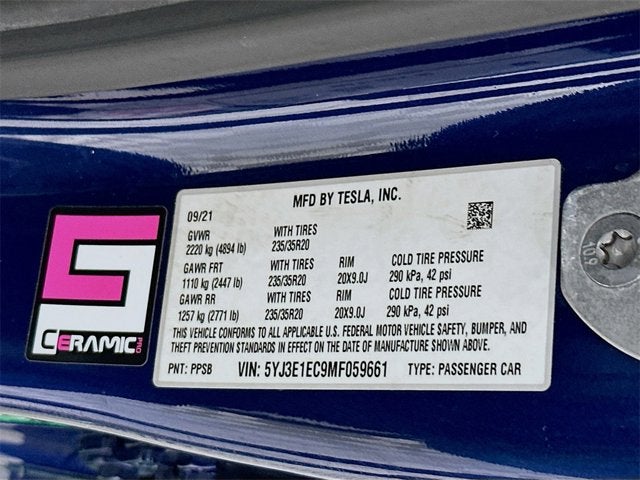 MFD BY TESLA, INC.
09/21
GVWR WITH TIRES
2220 kg (4894 lb) 235/35R20
GAWR FRT WITH TIRES RIM COLD TIRE PRESSURE
1110 kg (2447 lb) 235/35R20 20X9.0J 290 kPa, 42 psi
GAWR RR WITH TIRES RIM COLD TIRE PRESSURE
1257 kg (2771 lb) 235/35R20 20X9.0J 290 kPa, 42 psi
THIS VEHICLE CONFORMS TO ALL APPLICABLE U.S. FEDERAL MOTOR VEHICLE SAFETY, BUMPER, AND
THEFT PREVENTION STANDARDS IN EFFECT ON THE DATE OF MANUFACTURE SHOWN ABOVE.
PNT: PPSB VIN: 5YJ3E1EC9MF059661 TYPE: PASSENGER CAR
CERAMIC PRO
109